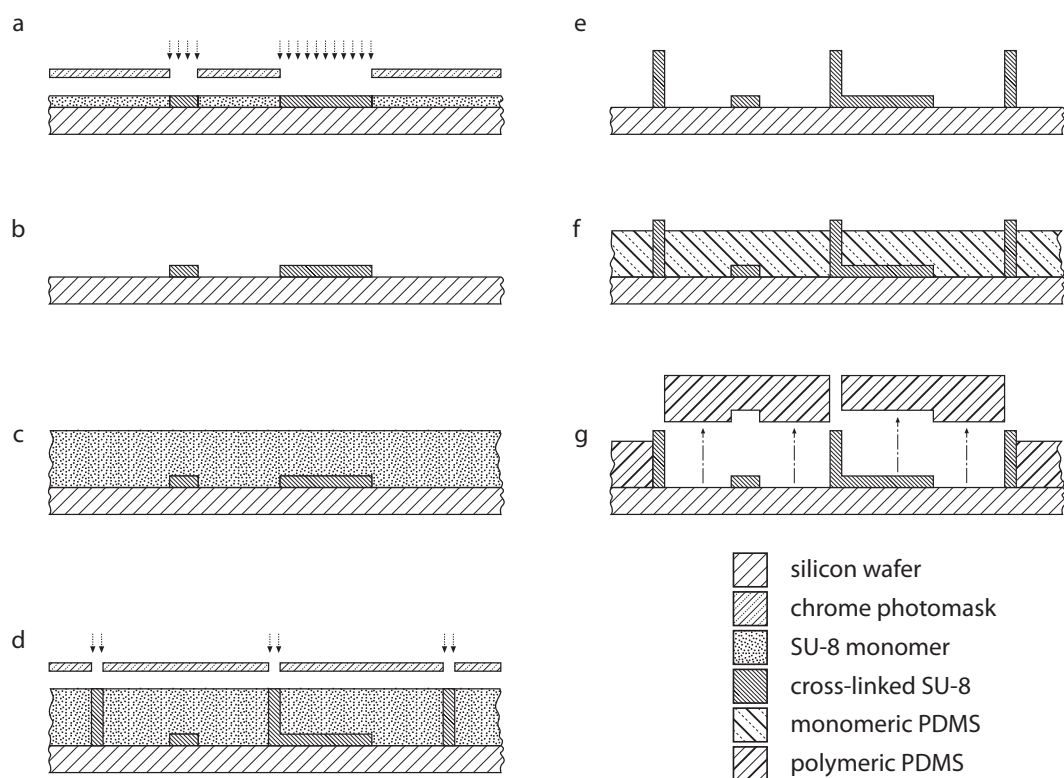 a
b
c
d
e
f
g
silicon wafer
chrome photomask
SU-8 monomer
cross-linked SU-8
monomeric PDMS
polymeric PDMS